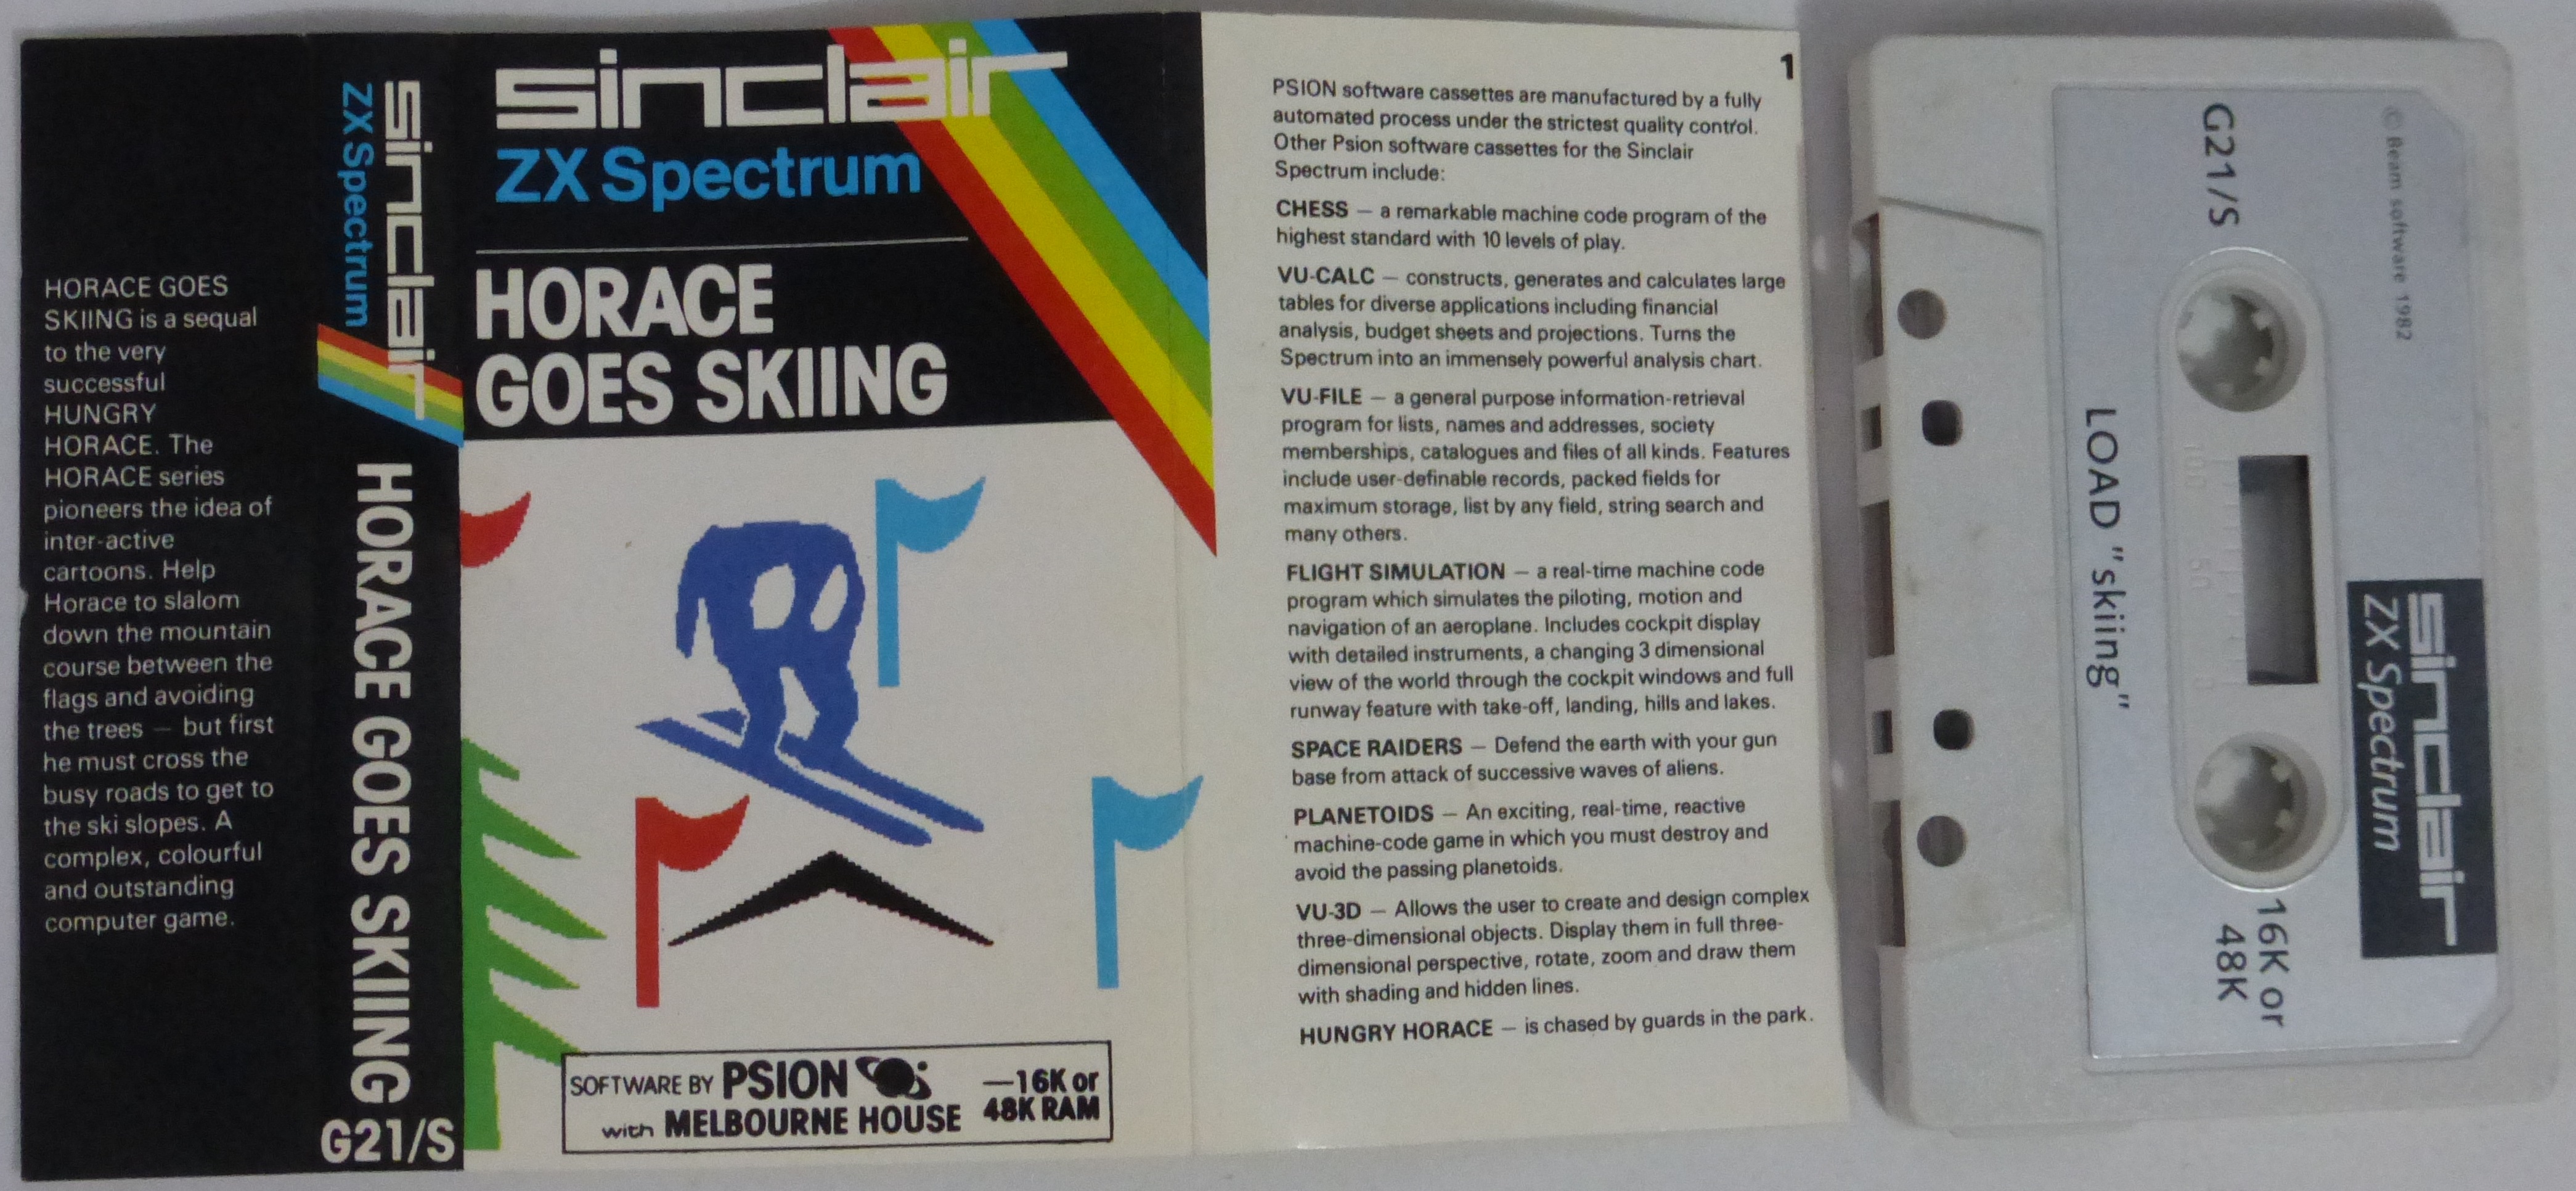 HORACE GOES
SKIING is a sequal
to the very
successful
HUNGRY
HORACE. The
HORACE series
pioneers the idea of
inter-active
cartoons. Help
Horace to slalom
down the mountain
course between the
flags and avoiding
the trees — but first
he must cross the
busy roads to get to
the ski slopes. A
complex, colourful
and outstanding
computer game.
sinclair
ZX Spectrum
HORACE GOES SKIING
G21/S
sinclair
ZX Spectrum
HORACE
GOES SKIING
SOFTWARE BY PSION
with MELBOURNE HOUSE
—16K or
48K RAM
1
PSION software cassettes are manufactured by a fully
automated process under the strictest quality control.
Other Psion software cassettes for the Sinclair
Spectrum include:
CHESS — a remarkable machine code program of the
highest standard with 10 levels of play.
VU-CALC — constructs, generates and calculates large
tables for diverse applications including financial
analysis, budget sheets and projections. Turns the
Spectrum into an immensely powerful analysis chart.
VU-FILE — a general purpose information-retrieval
program for lists, names and addresses, society
memberships, catalogues and files of all kinds. Features
include user-definable records, packed fields for
maximum storage, list by any field, string search and
many others.
FLIGHT SIMULATION — a real-time machine code
program which simulates the piloting, motion and
navigation of an aeroplane. Includes cockpit display
with detailed instruments, a changing 3 dimensional
view of the world through the cockpit windows and full
runway feature with take-off, landing, hills and lakes.
SPACE RAIDERS — Defend the earth with your gun
base from attack of successive waves of aliens.
PLANETOIDS — An exciting, real-time, reactive
machine-code game in which you must destroy and
avoid the passing planetoids.
VU-3D — Allows the user to create and design complex
three-dimensional objects. Display them in full three-
dimensional perspective, rotate, zoom and draw them
with shading and hidden lines.
HUNGRY HORACE — is chased by guards in the park.
© Beam software 1982
sinclair
ZX Spectrum
G21/S
16K or
48K
100
50
LOAD "skiing"